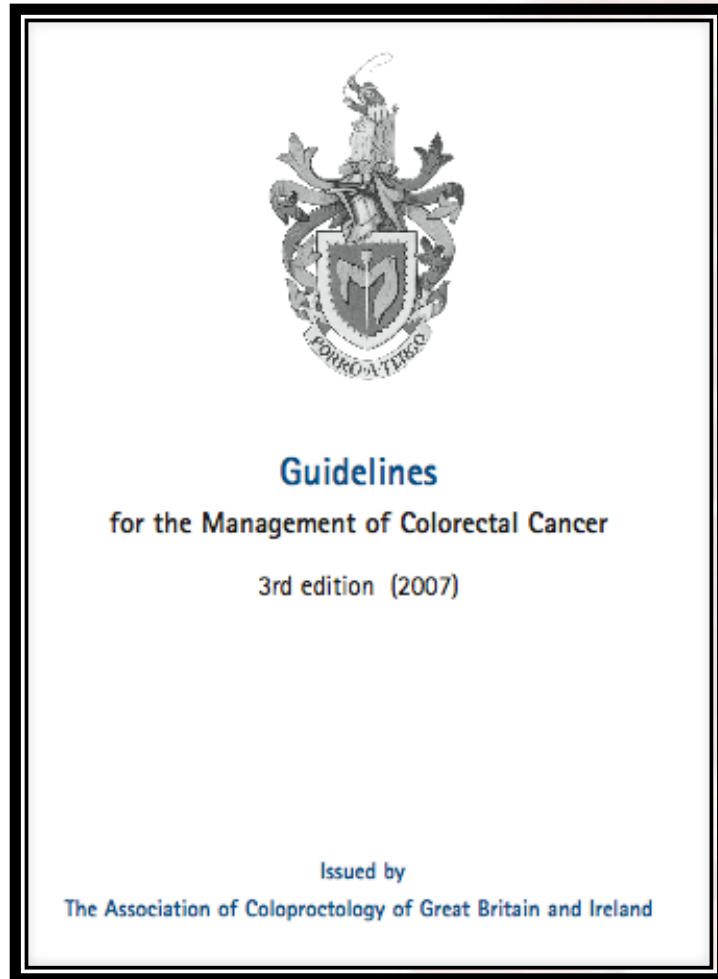 PORRO·A·TERGO
Guidelines
for the Management of Colorectal Cancer
3rd edition (2007)
Issued by
The Association of Coloproctology of Great Britain and Ireland